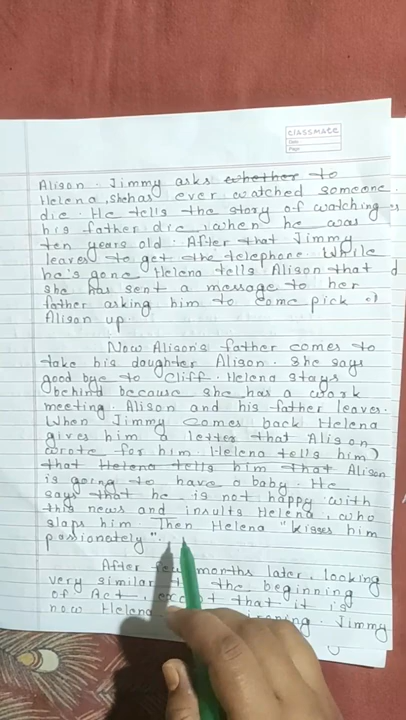 CLASSMATE
Date:
Page:
Alison. Jimmy asks whether to
Helena, she has ever watched someone
die. He tells the story of watching
his father die, when he was
ten years old. After that Jimmy
leaves to get the telephone. While
he's gone Helena tells Alison that
she has sent a message to her
father asking him to come pick
Alison up.
Now Alison's father comes to
take his daughter Alison. She says
good bye to Cliff. Helena stays
behind because she has a work
meeting. Alison and his father leaves.
When Jimmy comes back Helena
gives him a letter that Alison
wrote for him. Helena tells him
that Helena tells him that Alison
is going to have a baby. He
says that he is not happy with
this news and insults Helena, who
slaps him. Then Helena "kisses him
passionately".
After few months later, looking
very similar to the beginning
of Act, except that it is
now Helena ironing. Jimmy